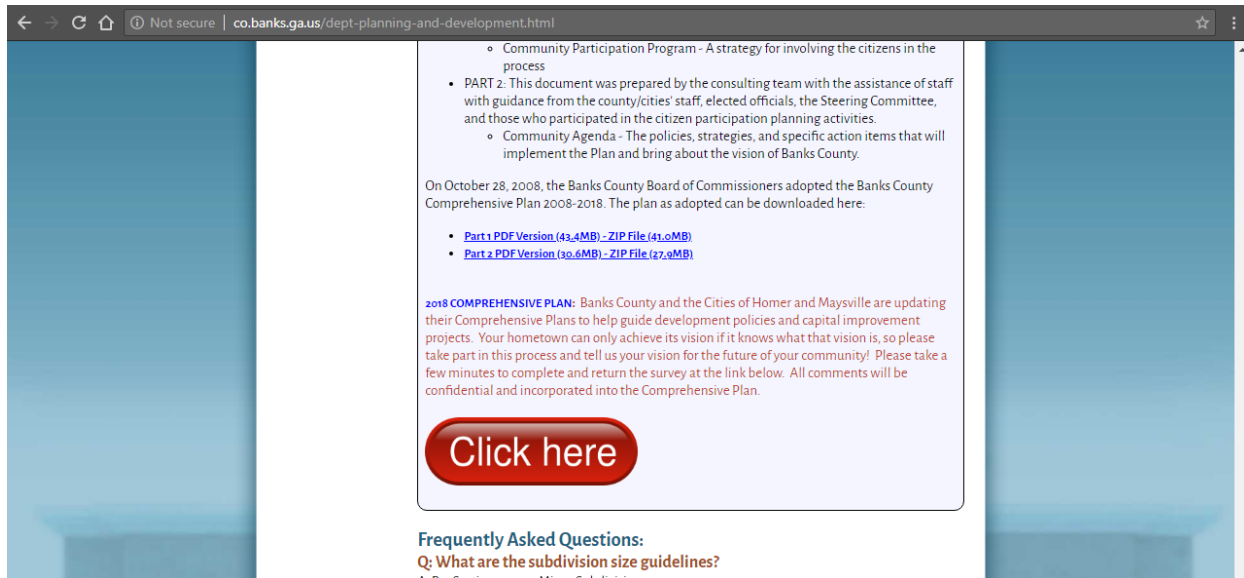 Not secure | co.banks.ga.us/dept-planning-and-development.html
Community Participation Program - A strategy for involving the citizens in the
process
PART 2: This document was prepared by the consulting team with the assistance of staff
with guidance from the county/cities' staff, elected officials, the Steering Committee,
and those who participated in the citizen participation planning activities.
Community Agenda - The policies, strategies, and specific action items that will
implement the Plan and bring about the vision of Banks County.
On October 28, 2008, the Banks County Board of Commissioners adopted the Banks County
Comprehensive Plan 2008-2018. The plan as adopted can be downloaded here:
Part 1 PDF Version (43.4MB) - ZIP File (41.0MB)
Part 2 PDF Version (30.6MB) - ZIP File (27.9MB)
2018 COMPREHENSIVE PLAN: Banks County and the Cities of Homer and Maysville are updating
their Comprehensive Plans to help guide development policies and capital improvement
projects. Your hometown can only achieve its vision if it knows what that vision is, so please
take part in this process and tell us your vision for the future of your community! Please take a
few minutes to complete and return the survey at the link below. All comments will be
confidential and incorporated into the Comprehensive Plan.
Click here
Frequently Asked Questions:
Q: What are the subdivision size guidelines?